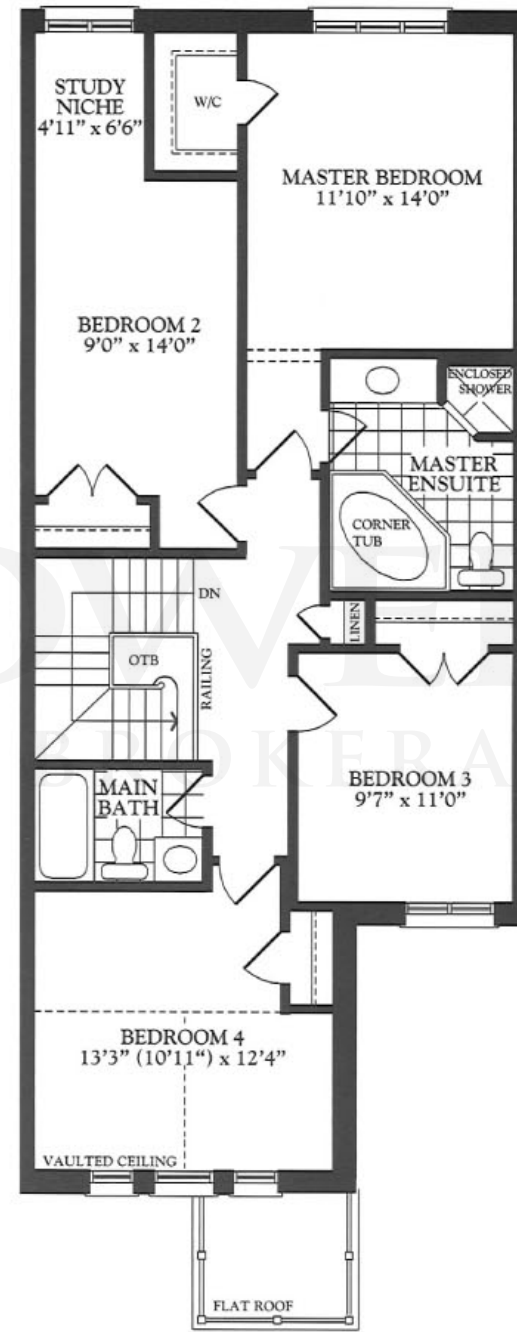 STUDY
NICHE
4'11" x 6'6"
W/C
MASTER BEDROOM
11'10" x 14'0"
BEDROOM 2
9'0" x 14'0"
ENCLOSED
SHOWER
MASTER
ENSUITE
CORNER
TUB
DN
LINEN
OTB
RAILING
MAIN
BATH
BEDROOM 3
9'7" x 11'0"
BEDROOM 4
13'3" (10'11") x 12'4"
VAULTED CEILING
FLAT ROOF
BROKERA